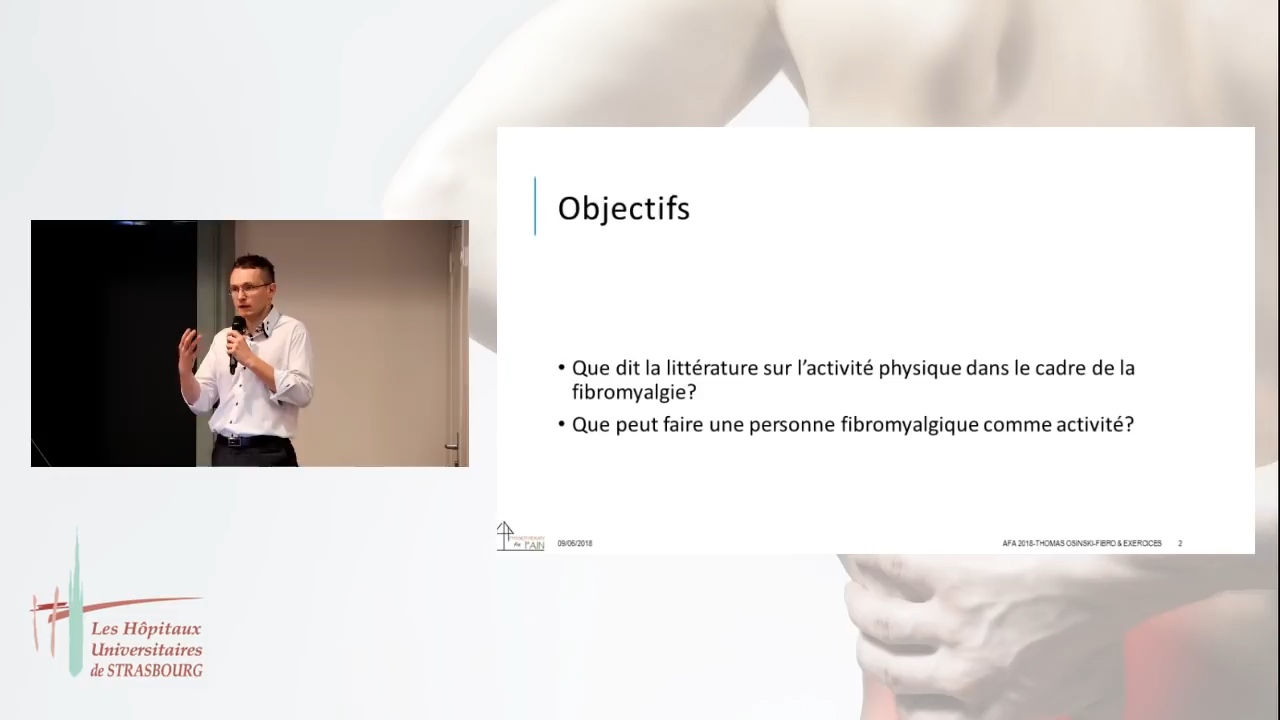 Objectifs
• Que dit la littérature sur l'activité physique dans le cadre de la
fibromyalgie?
• Que peut faire une personne fibromyalgique comme activité?
PAIN
09/06/2018
AFA 2018-THOMAS OSINSKI-FIBRO & EXERCICES
2
Les Hôpitaux
Universitaires
de STRASBOURG